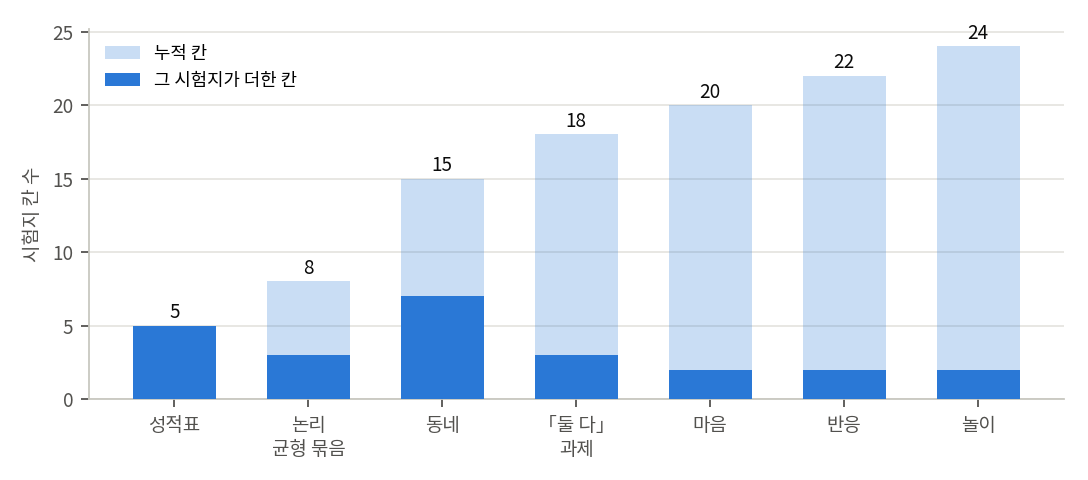 25
20
15
10
5
0
시험지 칸 수
누적 칸
그 시험지가 더한 칸
5
8
15
18
20
22
24
성적표
논리
균형 묶음
동네
「둘 다」
과제
마음
반응
놀이